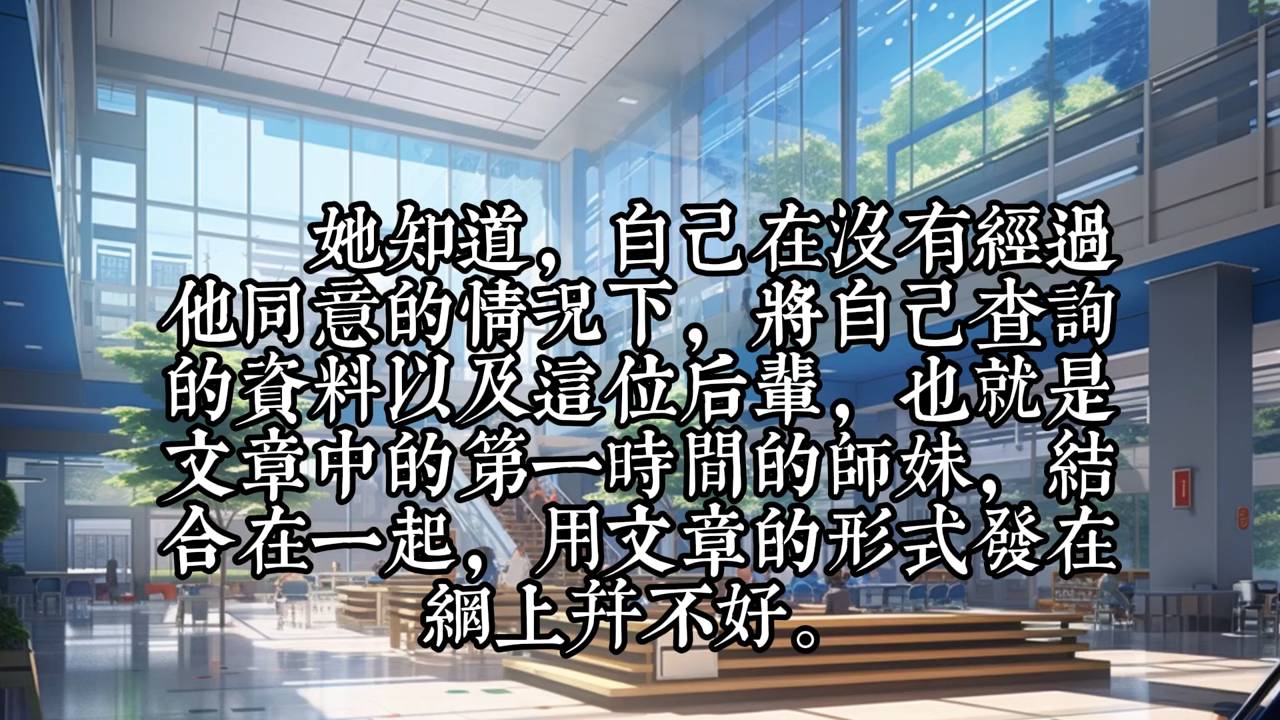 她知道，自己在沒有經過
他同意的情況下，將自己查詢
的資料以及這位后輩，也就是
文章中的第一時間的師妹，結
合在一起，用文章的形式發在
網上并不好。